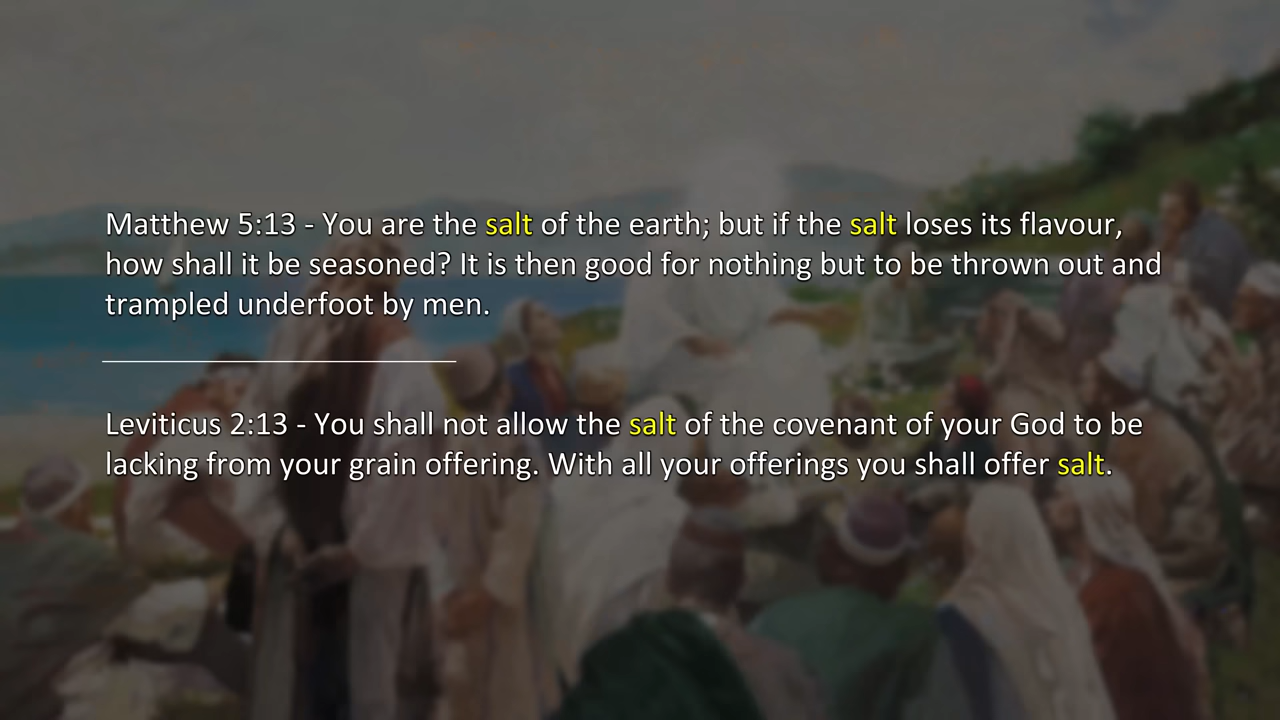 Matthew 5:13 - You are the salt of the earth; but if the salt loses its flavour,
how shall it be seasoned? It is then good for nothing but to be thrown out and
trampled underfoot by men.
Leviticus 2:13 - You shall not allow the salt of the covenant of your God to be
lacking from your grain offering. With all your offerings you shall offer salt.